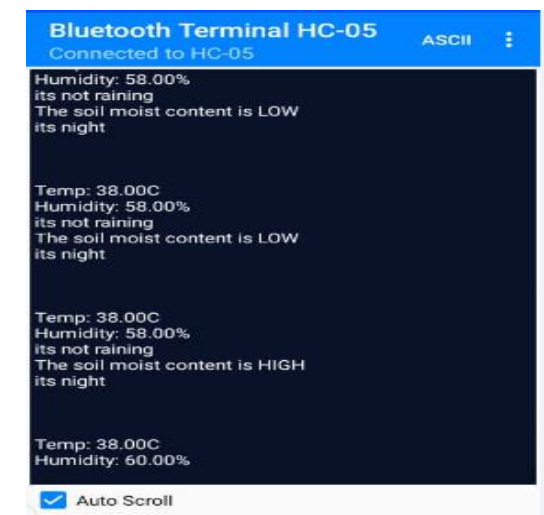 Bluetooth Terminal HC-05
Connected to HC-05
ASCII
Humidity: 58.00%
its not raining
The soil moist content is LOW
its night
Temp: 38.00C
Humidity: 58.00%
its not raining
The soil moist content is LOW
its night
Temp: 38.00C
Humidity: 58.00%
its not raining
The soil moist content is HIGH
its night
Temp: 38.00C
Humidity: 60.00%
Auto Scroll